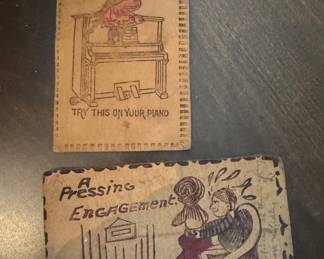 TRY THIS ON YOUR PIANO
A
PRESSING
ENGAGEMENT